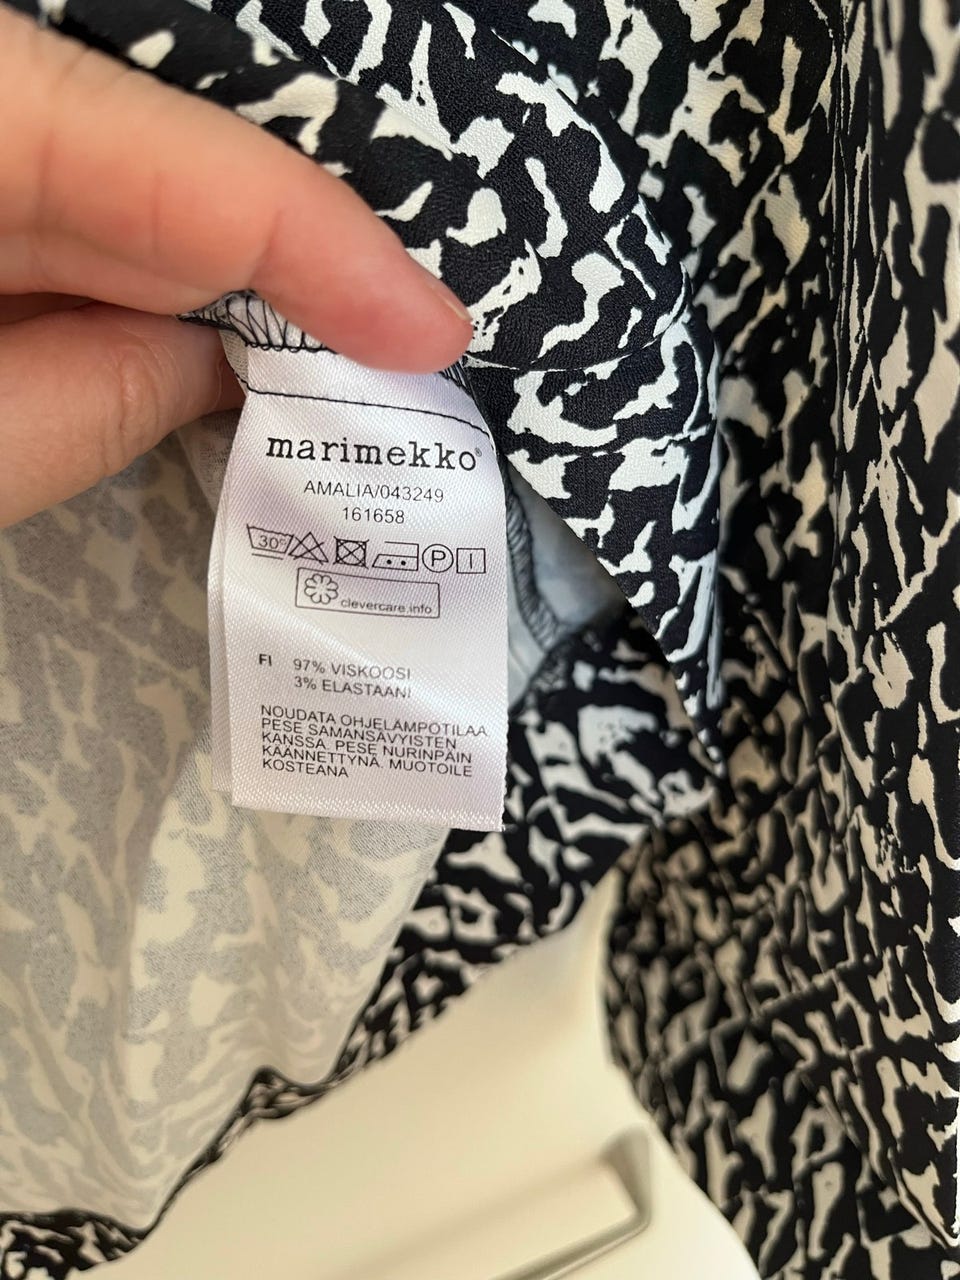 marimekko®
AMALIA/043249
161658
30° P
clevercare.info
FI 97% VISKOOSI
3% ELASTAANI
NOUDATA OHJELÄMPÖTILAA
PESE SAMANSÄVYISTEN
KANSSA. PESE NURINPÄIN
KÄÄNNETTYNÄ. MUOTOILE
KOSTEANA